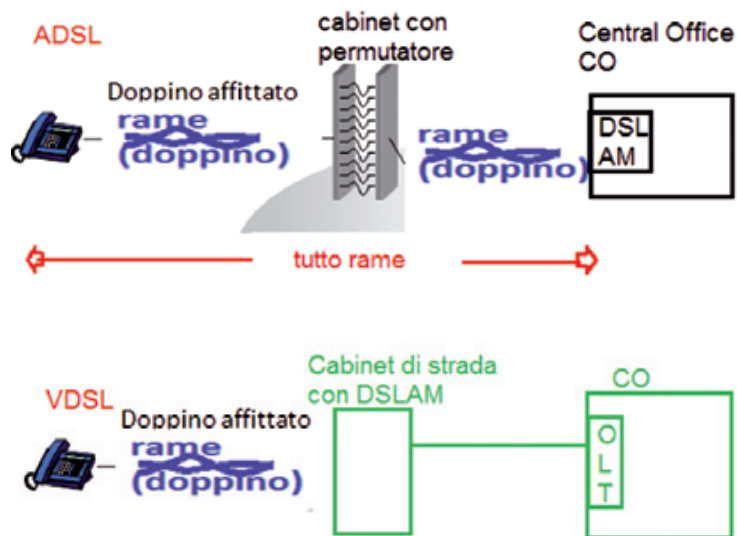 ADSL
cabinet con
permutatore
Central Office
CO
Doppino affittato
rame
(doppino)
rame
(doppino)
DSL
AM
tutto rame
VDSL
Cabinet di strada
con DSLAM
CO
Doppino affittato
rame
(doppino)
O
L
T